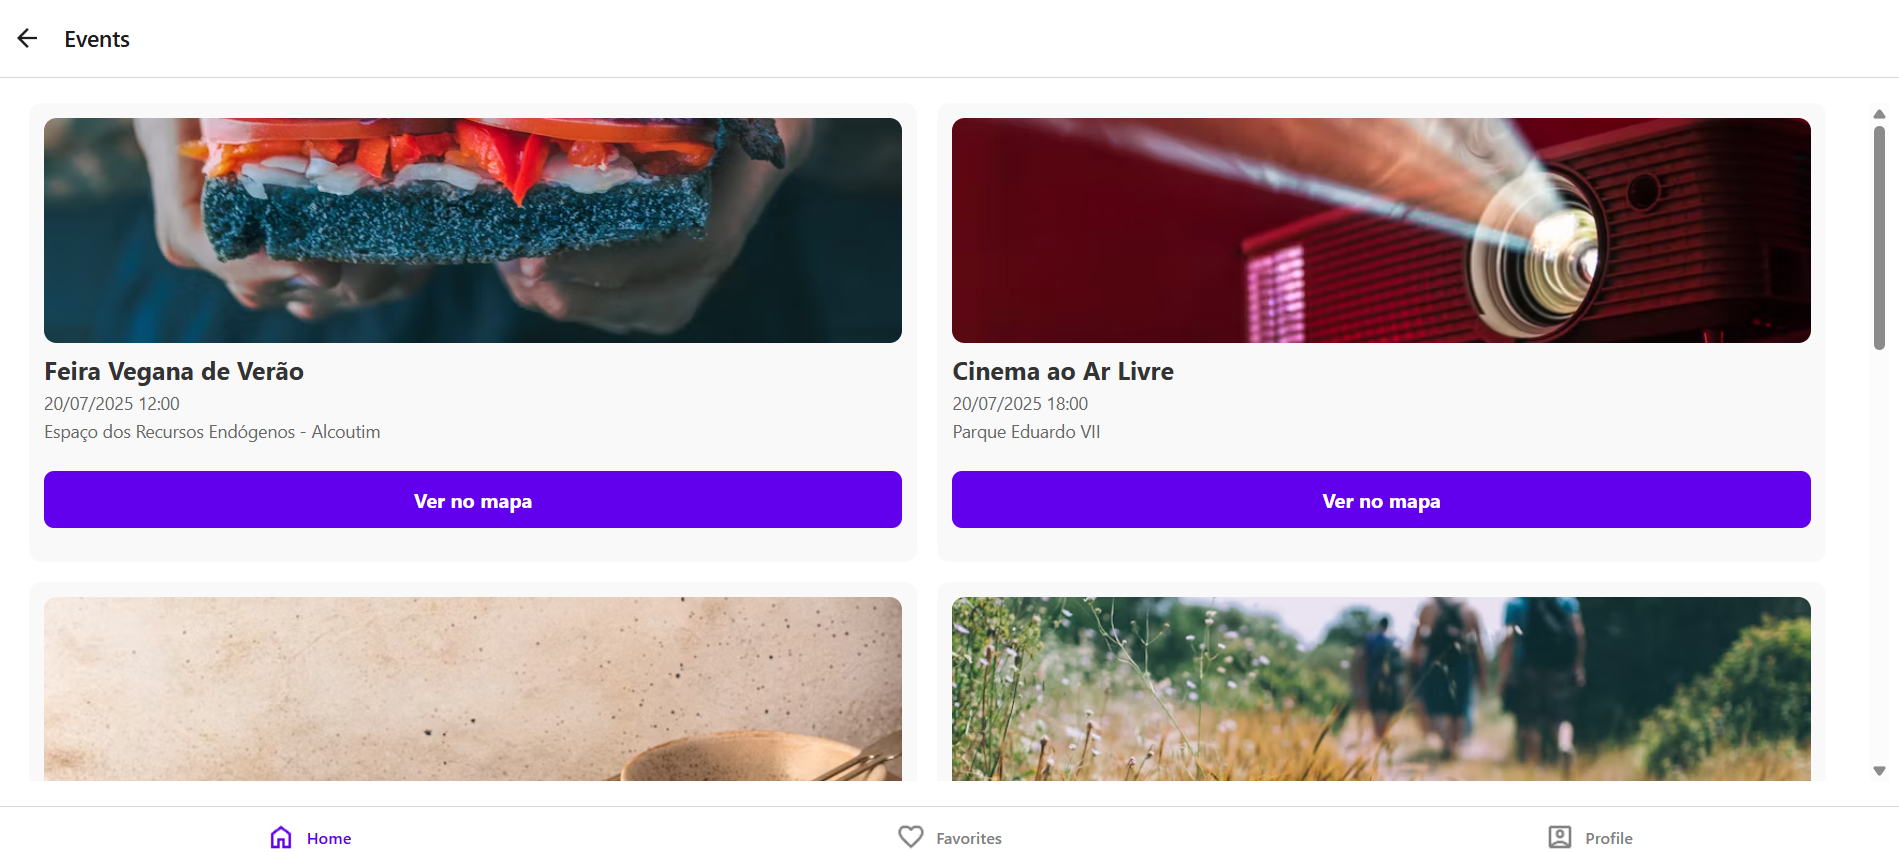 Events
Feira Vegana de Verão
20/07/2025 12:00
Espaço dos Recursos Endógenos - Alcoutim
Ver no mapa
Cinema ao Ar Livre
20/07/2025 18:00
Parque Eduardo VII
Ver no mapa
Home
Favorites
Profile